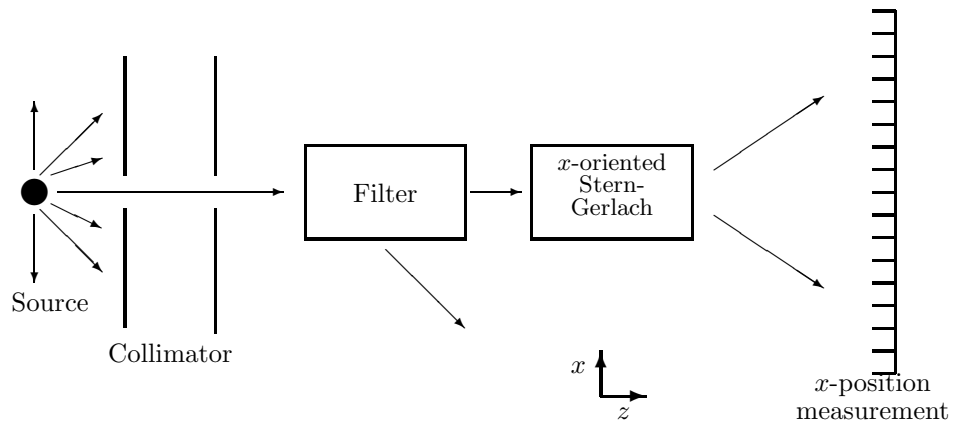 x-oriented
Stern-
Gerlach
Filter
Source
Collimator
x
z
x-position
measurement